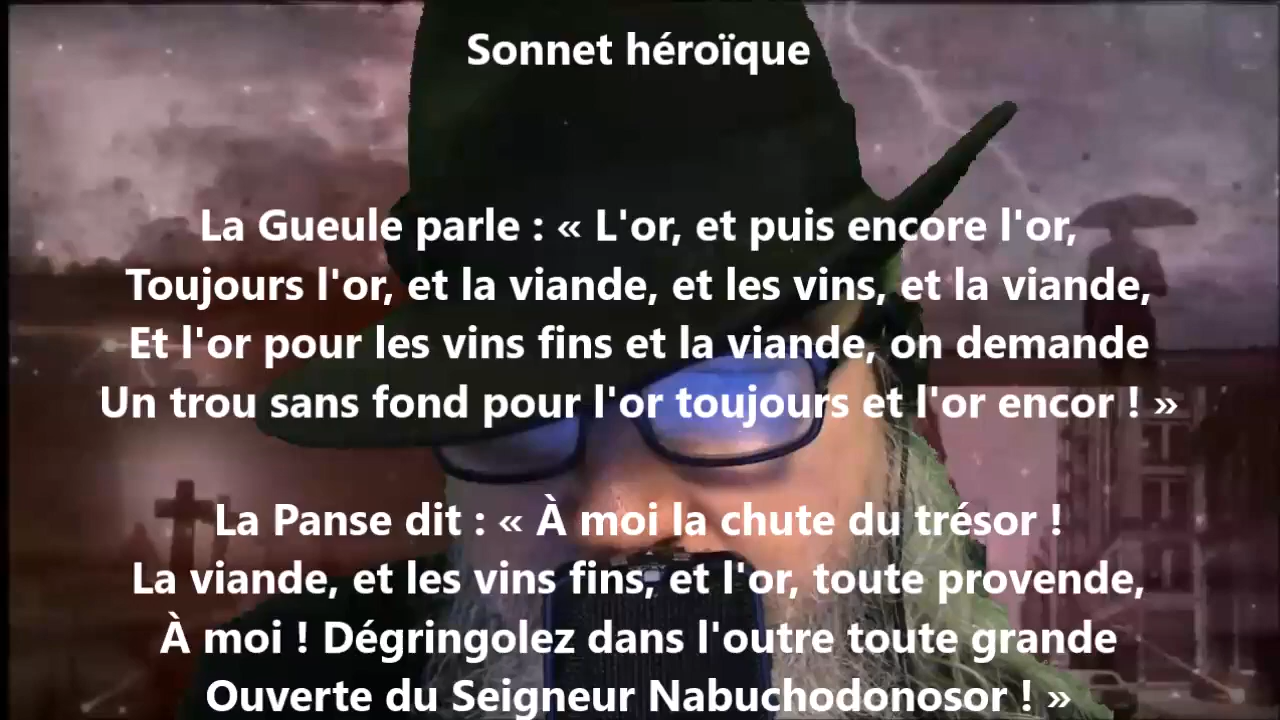 Sonnet héroïque
La Gueule parle : « L'or, et puis encore l'or,
Toujours l'or, et la viande, et les vins, et la viande,
Et l'or pour les vins fins et la viande, on demande
Un trou sans fond pour l'or toujours et l'or encor ! »
La Panse dit : « À moi la chute du trésor !
La viande, et les vins fins, et l'or, toute provende,
À moi ! Dégringolez dans l'outre toute grande
Ouverte du Seigneur Nabuchodonosor ! »